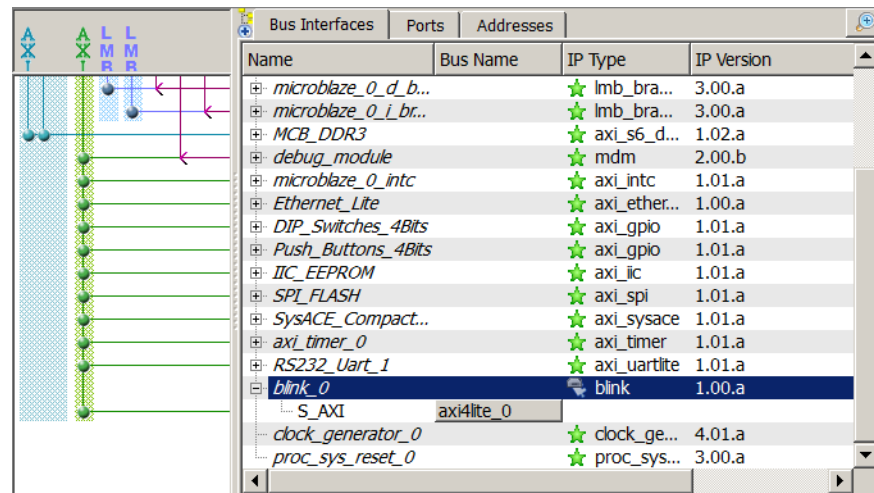 AXI AXI LMB LMB
Bus Interfaces Ports Addresses
Name Bus Name IP Type IP Version
microblaze_0_d_b... lmb_bra... 3.00.a
microblaze_0_i_br... lmb_bra... 3.00.a
MCB_DDR3 axi_s6_d... 1.02.a
debug_module mdm 2.00.b
microblaze_0_intc axi_intc 1.01.a
Ethernet_Lite axi_ether... 1.00.a
DIP_Switches_4Bits axi_gpio 1.01.a
Push_Buttons_4Bits axi_gpio 1.01.a
IIC_EEPROM axi_iic 1.01.a
SPI_FLASH axi_spi 1.01.a
SysACE_Compact... axi_sysace 1.01.a
axi_timer_0 axi_timer 1.01.a
RS232_Uart_1 axi_uartlite 1.01.a
blink_0 blink 1.00.a
S_AXI axi4lite_0
clock_generator_0 clock_ge... 4.01.a
proc_sys_reset_0 proc_sys... 3.00.a